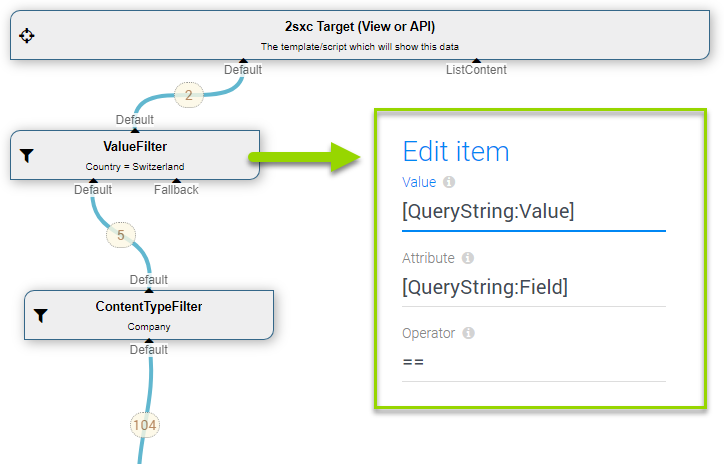 2sxc Target (View or API)
The template/script which will show this data
Default
ListContent
2
Default
ValueFilter
Country = Switzerland
Default
Fallback
5
Default
ContentTypeFilter
Company
Default
104
Edit item
Value
[QueryString:Value]
Attribute
[QueryString:Field]
Operator
==